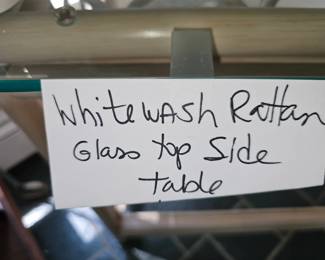 Whitewash Rattan
Glass top Side
table